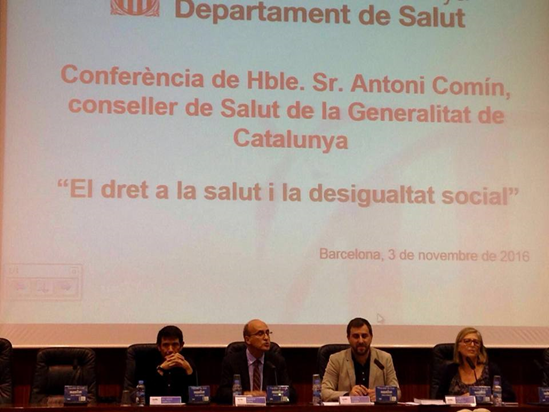 Departament de Salut
Conferència de Hble. Sr. Antoni Comín,
conseller de Salut de la Generalitat de
Catalunya
“El dret a la salut i la desigualtat social”
Barcelona, 3 de novembre de 2016